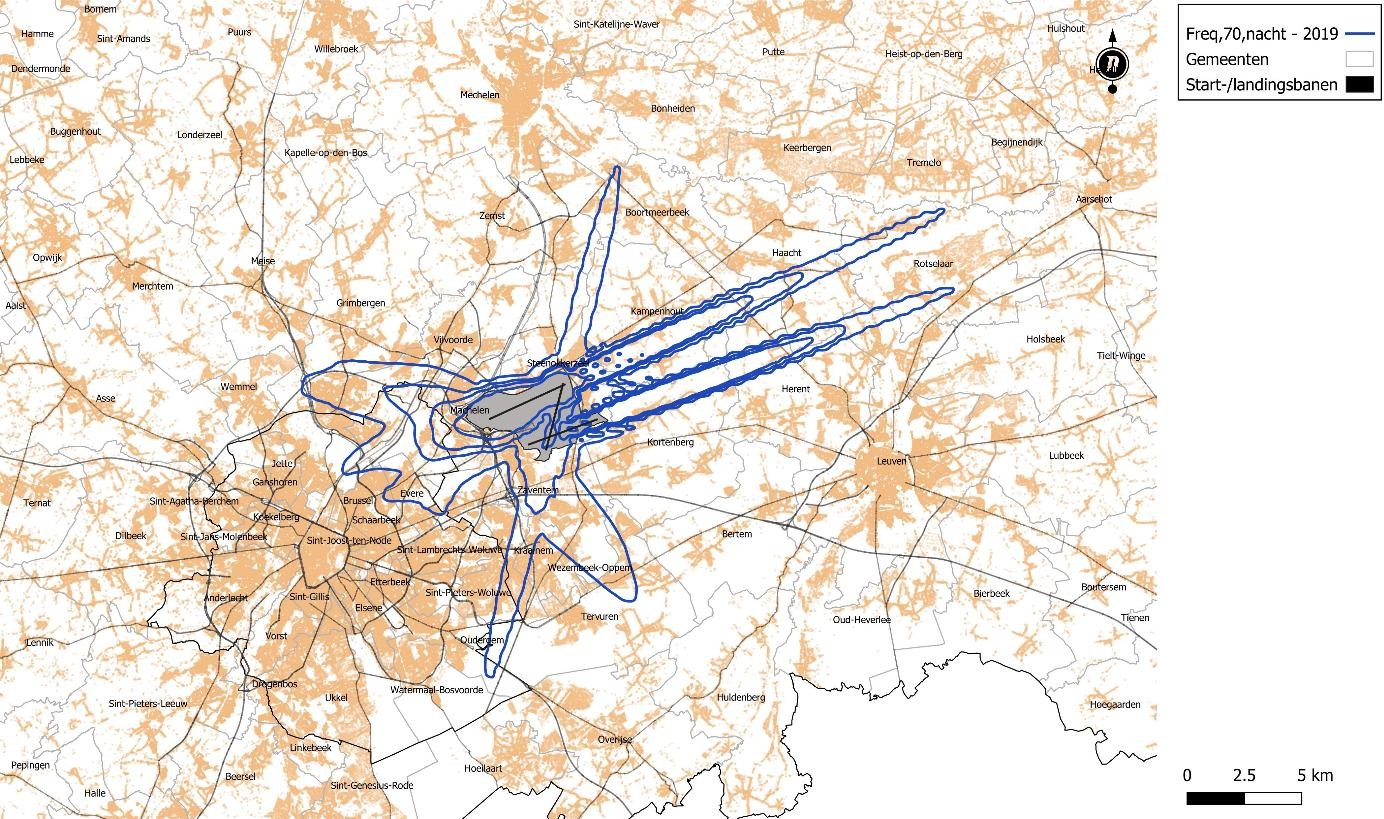 Bornem
Hamme
Sint-Amands
Puurs
Willebroek
Sint-Katelijne-Waver
Putte
Heist-op-den-Berg
Hulshout
Dendermonde
Mechelen
Bonheiden
Buggenhout
Londerzeel
Kapelle-op-den-Bos
Keerbergen
Begijnendijk
Lebbeke
Tremelo
Aarschot
Zemst
Boortmeerbeek
Opwijk
Meise
Haacht
Rotselaar
Merchtem
Aalst
Grimbergen
Kampenhout
Vilvoorde
Holsbeek
Tielt-Winge
Wemmel
Asse
Herent
Machelen
Kortenberg
Jette
Leuven
Lubbeek
Ganshoren
Zaventem
Evere
Ternat
Sint-Agatha-Berchem
Brussel
Koekelberg
Schaarbeek
Dilbeek
Sint-Jans-Molenbeek
Sint-Joost-ten-Node
Sint-Lambrechts-Woluwe
Kraainem
Bertem
Wezembeek-Oppem
Etterbeek
Sint-Pieters-Woluwe
Anderlecht
Sint-Gillis
Elsene
Tervuren
Bierbeek
Boutersem
Oud-Heverlee
Tienen
Vorst
Lennik
Oudergem
Drogenbos
Ukkel
Watermaal-Bosvoorde
Huldenberg
Sint-Pieters-Leeuw
Hoegaarden
Linkebeek
Overijse
Pepingen
Beersel
Hoeilaart
Sint-Genesius-Rode
Halle
Freq,70,nacht - 2019
Gemeenten
Start-/landingsbanen
0 2.5 5 km